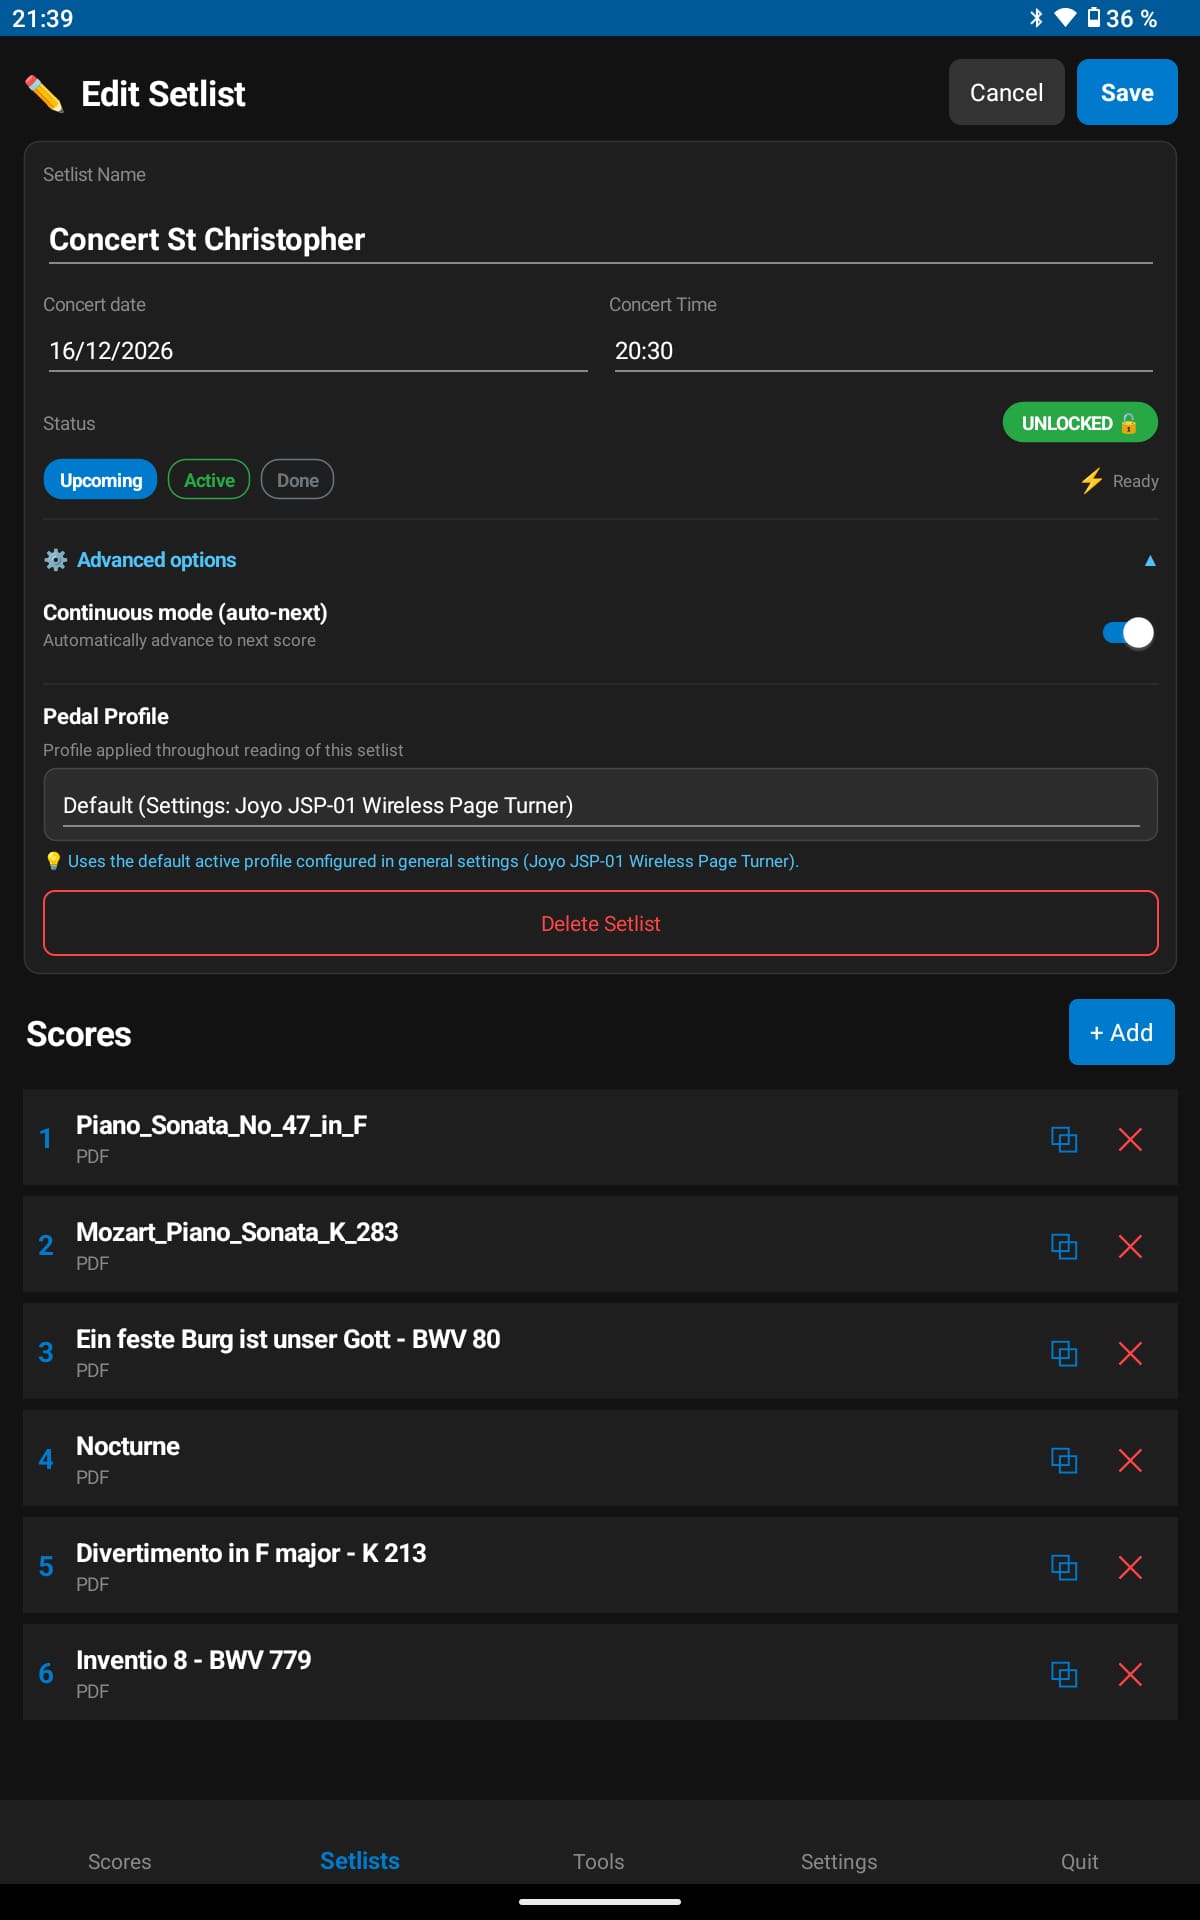 21:39
36 %
Edit Setlist
Cancel
Save
Setlist Name
Concert St Christopher
Concert date
Concert Time
16/12/2026
20:30
Status
UNLOCKED
Upcoming
Active
Done
Ready
Advanced options
Continuous mode (auto-next)
Automatically advance to next score
Pedal Profile
Profile applied throughout reading of this setlist
Default (Settings: Joyo JSP-01 Wireless Page Turner)
Uses the default active profile configured in general settings (Joyo JSP-01 Wireless Page Turner).
Delete Setlist
Scores
+ Add
1
Piano_Sonata_No_47_in_F
PDF
2
Mozart_Piano_Sonata_K_283
PDF
3
Ein feste Burg ist unser Gott - BWV 80
PDF
4
Nocturne
PDF
5
Divertimento in F major - K 213
PDF
6
Inventio 8 - BWV 779
PDF
Scores
Setlists
Tools
Settings
Quit